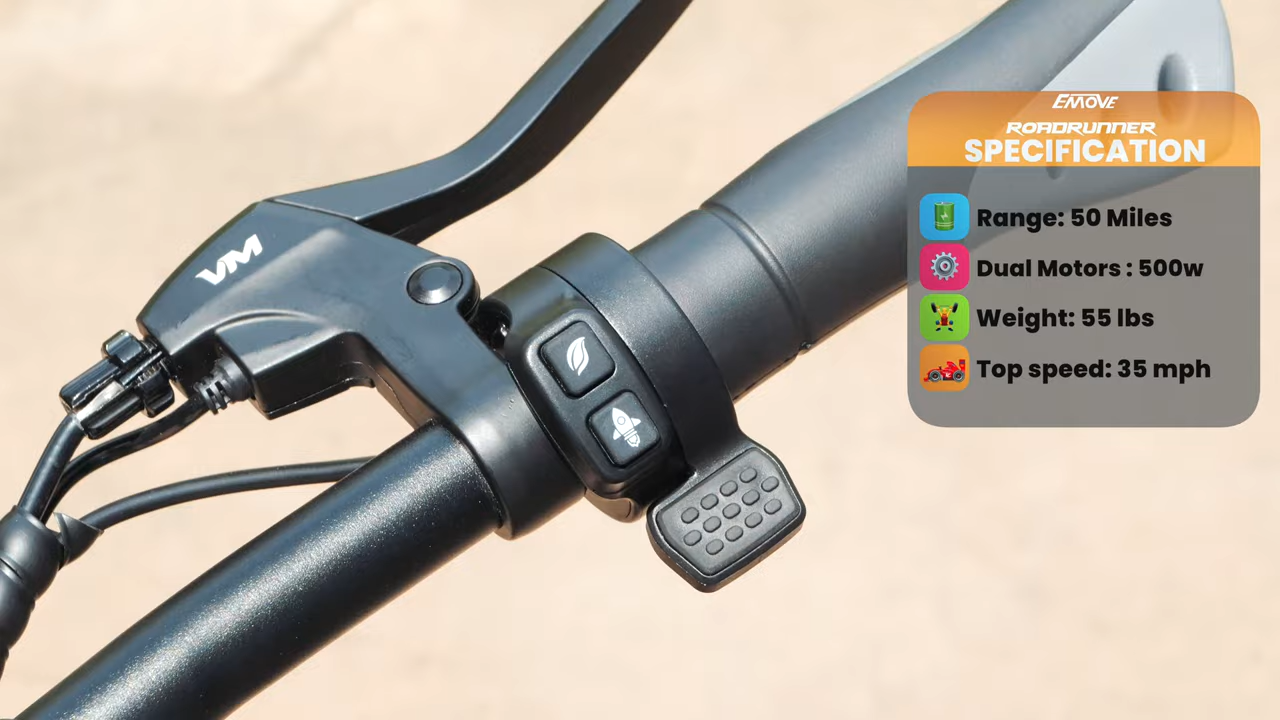 VM
EMOVE
ROADRUNNER
SPECIFICATION
Range: 50 Miles
Dual Motors : 500w
Weight: 55 lbs
Top speed: 35 mph